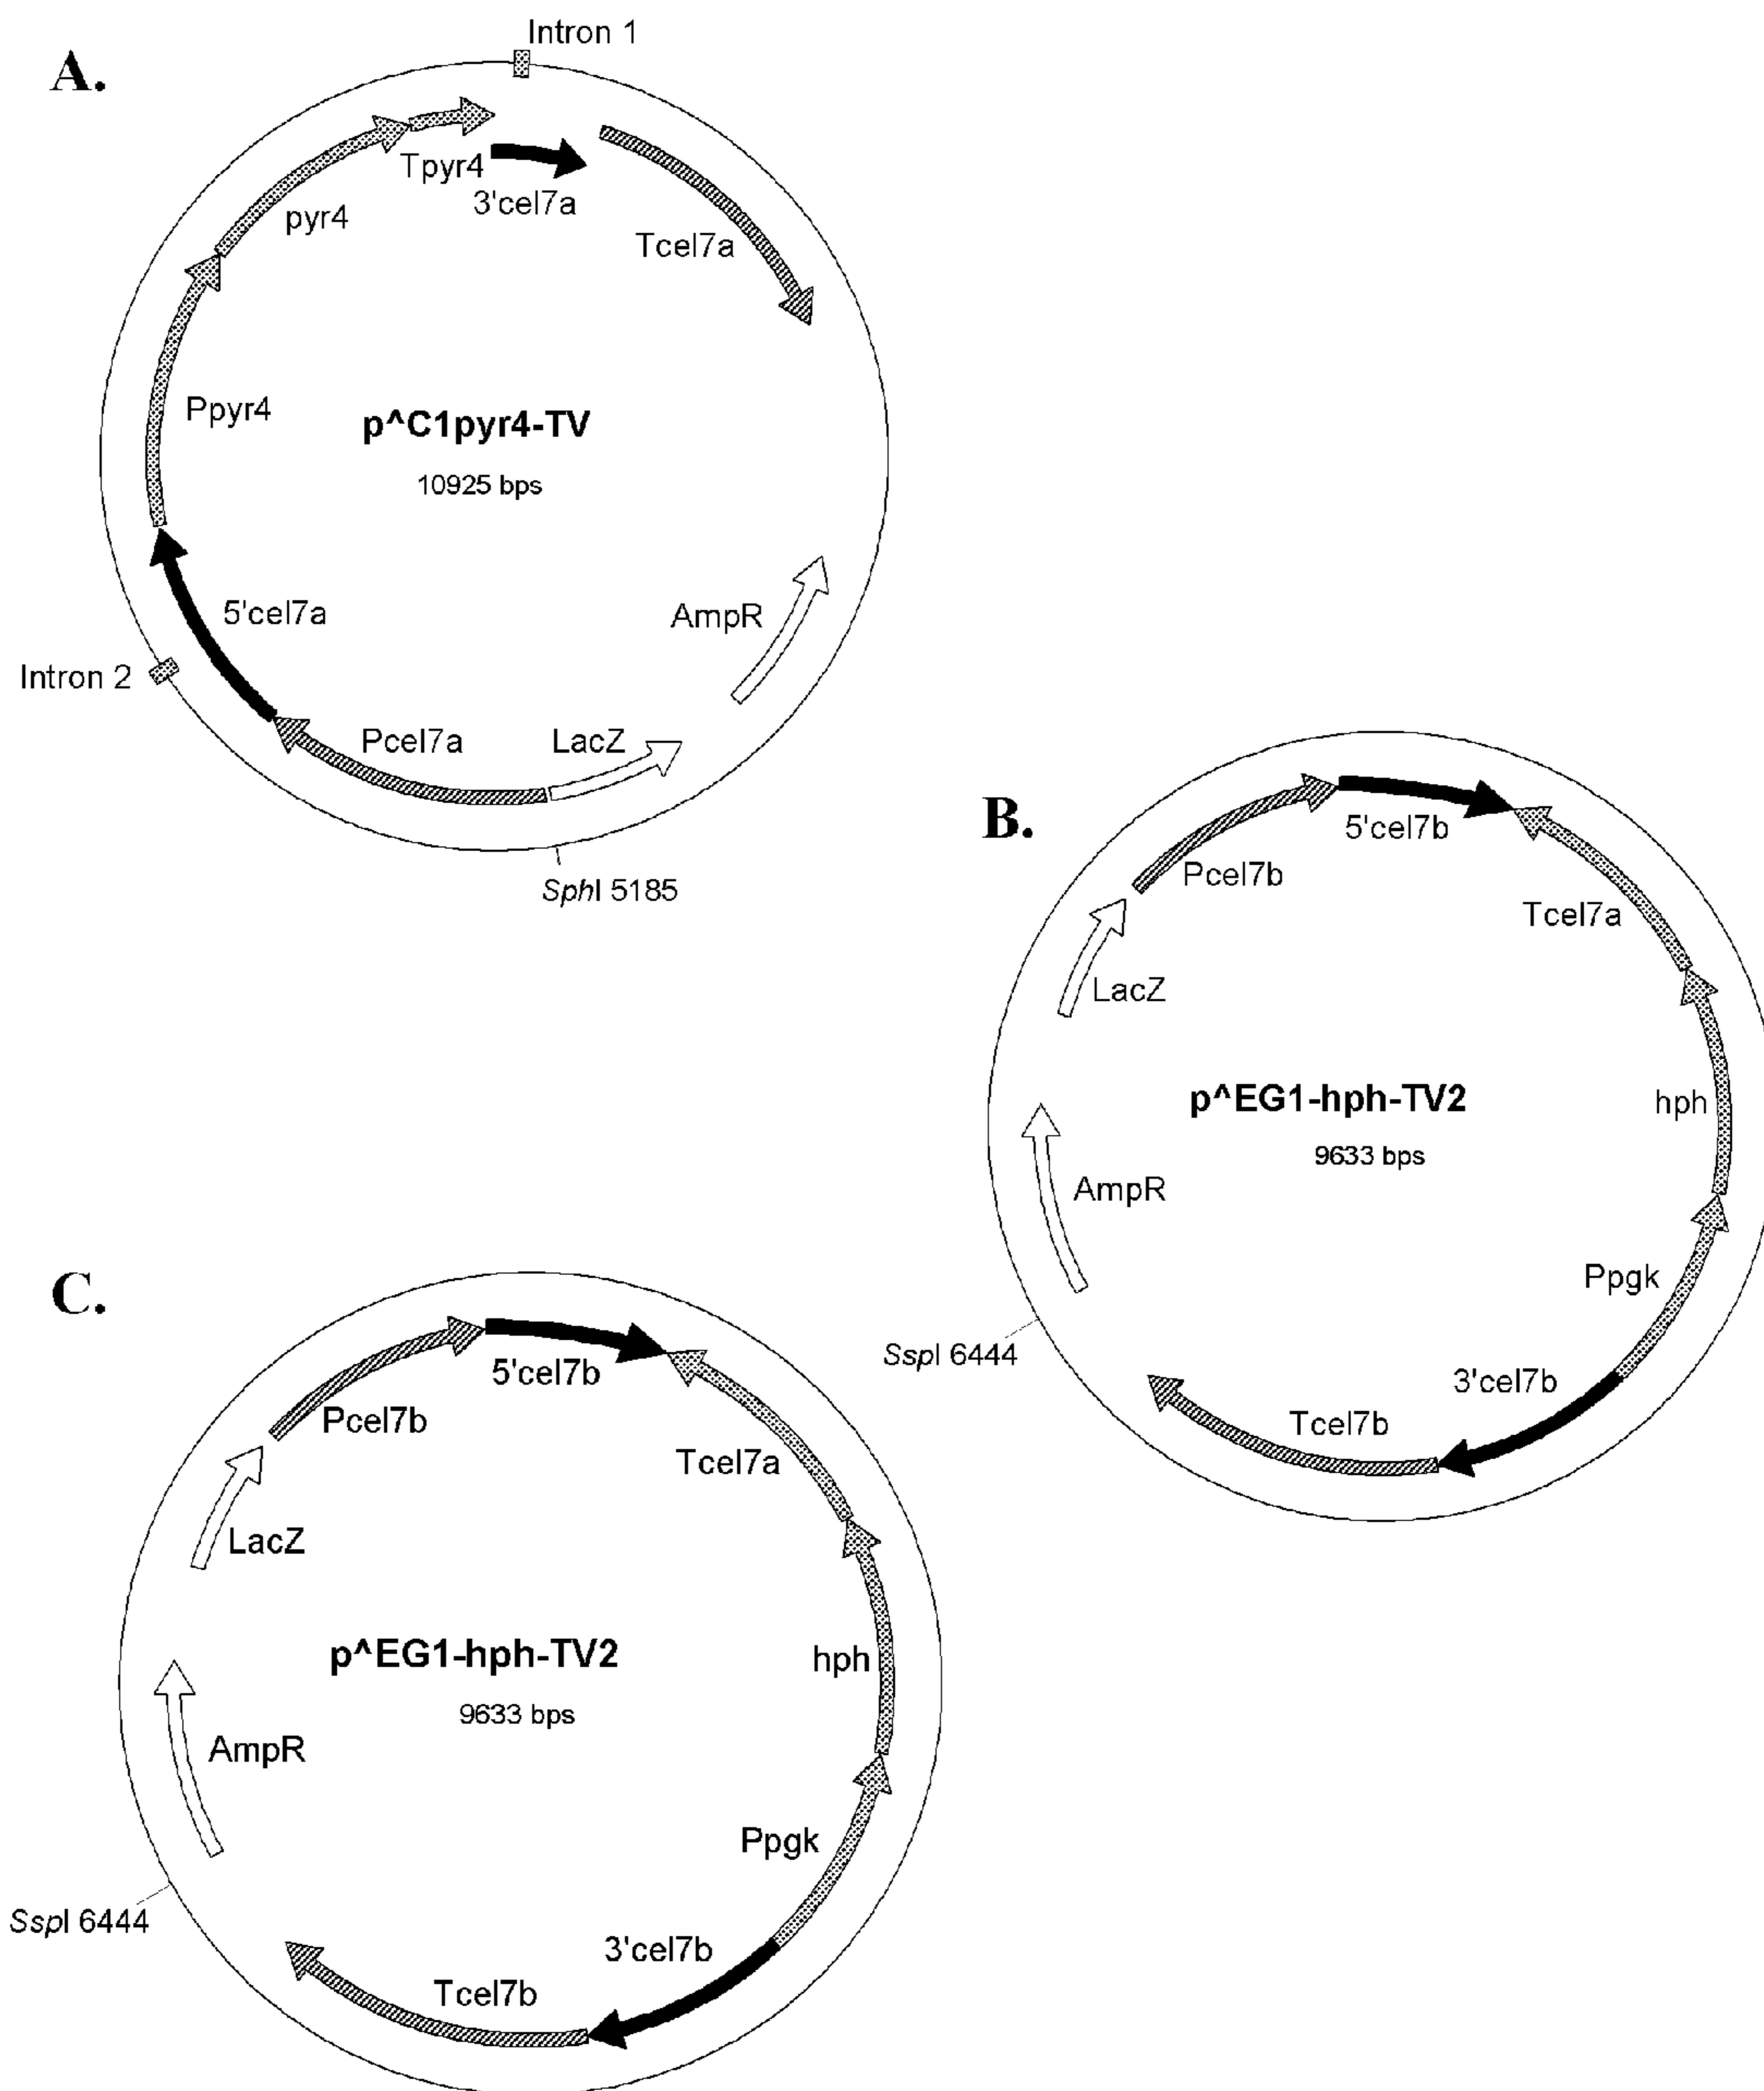 A.
Intron 1
Tpyr4
3'cel7a
pyr4
Tcel7a
Ppyr4
p^C1pyr4-TV
10925 bps
5'cel7a
AmpR
Intron 2
Pcel7a
LacZ
SphI 5185
B.
5'cel7b
Pcel7b
Tcel7a
LacZ
p^EG1-hph-TV2
hph
9633 bps
AmpR
Ppgk
SspI 6444
3'cel7b
Tcel7b
C.
5'cel7b
Pcel7b
Tcel7a
LacZ
p^EG1-hph-TV2
hph
9633 bps
AmpR
Ppgk
SspI 6444
3'cel7b
Tcel7b